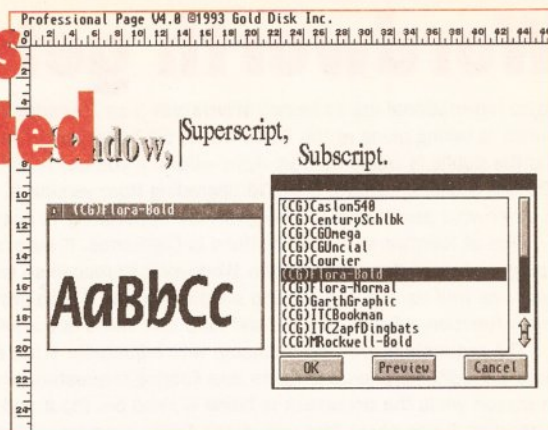 Professional Page V4.0 ©1993 Gold Disk Inc.
2 4 6 8 10 12 14 16 18 20 22 24 26 28 30 32 34 36 38 40 42 44 46
s
ted
Shadow, Superscript,
Subscript.
(CG)Flora-Bold
AaBbCc
(CG)Caslon540
(CG)CenturySchlbk
(CG)CGOmega
(CG)CGUncial
(CG)Courier
(CG)Flora-Bold
(CG)Flora-Normal
(CG)GarthGraphic
(CG)ITCBookman
(CG)ITCZapfDingbats
(CG)MRockwell-Bold
OK Preview Cancel